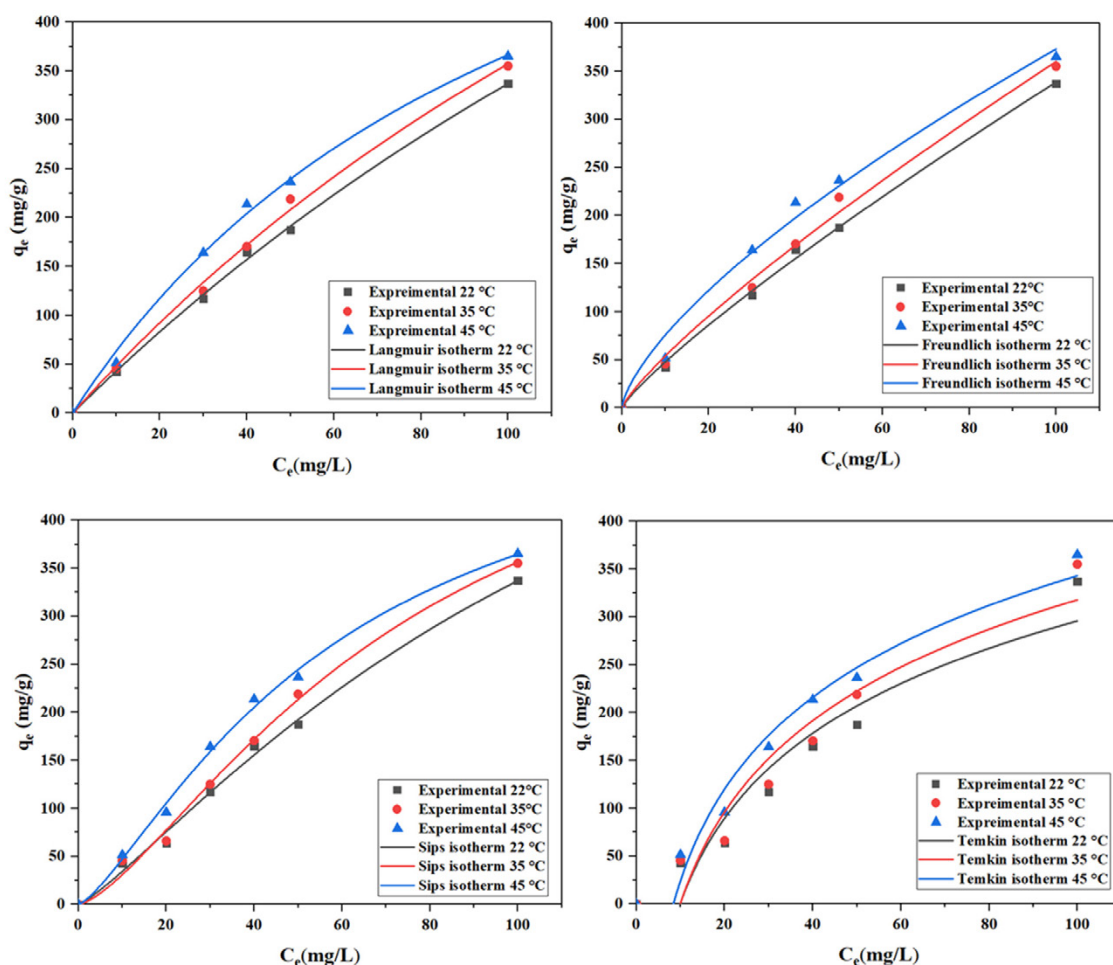 400
350
300
250
200
150
100
50
0
qe (mg/g)
Expreimental 22 °C
Expreimental 35 °C
Expreimental 45 °C
Langmuir isotherm 22 °C
Langmuir isotherm 35 °C
Langmuir isotherm 45 °C
0 20 40 60 80 100
Ce(mg/L)
400
350
300
250
200
150
100
50
0
qe (mg/g)
Experimental 22°C
Experimental 35°C
Experimental 45°C
Freundlich isotherm 22 °C
Freundlich isotherm 35 °C
Freundlich isotherm 45 °C
0 20 40 60 80 100
Ce(mg/L)
400
350
300
250
200
150
100
50
0
qe (mg/g)
Experimental 22°C
Experimental 35°C
Experimental 45°C
Sips isotherm 22 °C
Sips isotherm 35 °C
Sips isotherm 45 °C
0 20 40 60 80 100
Ce(mg/L)
400
350
300
250
200
150
100
50
0
qe (mg/g)
Expreimental 22 °C
Expreimental 35 °C
Expreimental 45 °C
Temkin isotherm 22 °C
Temkin isotherm 35 °C
Temkin isotherm 45 °C
0 20 40 60 80 100
Ce(mg/L)